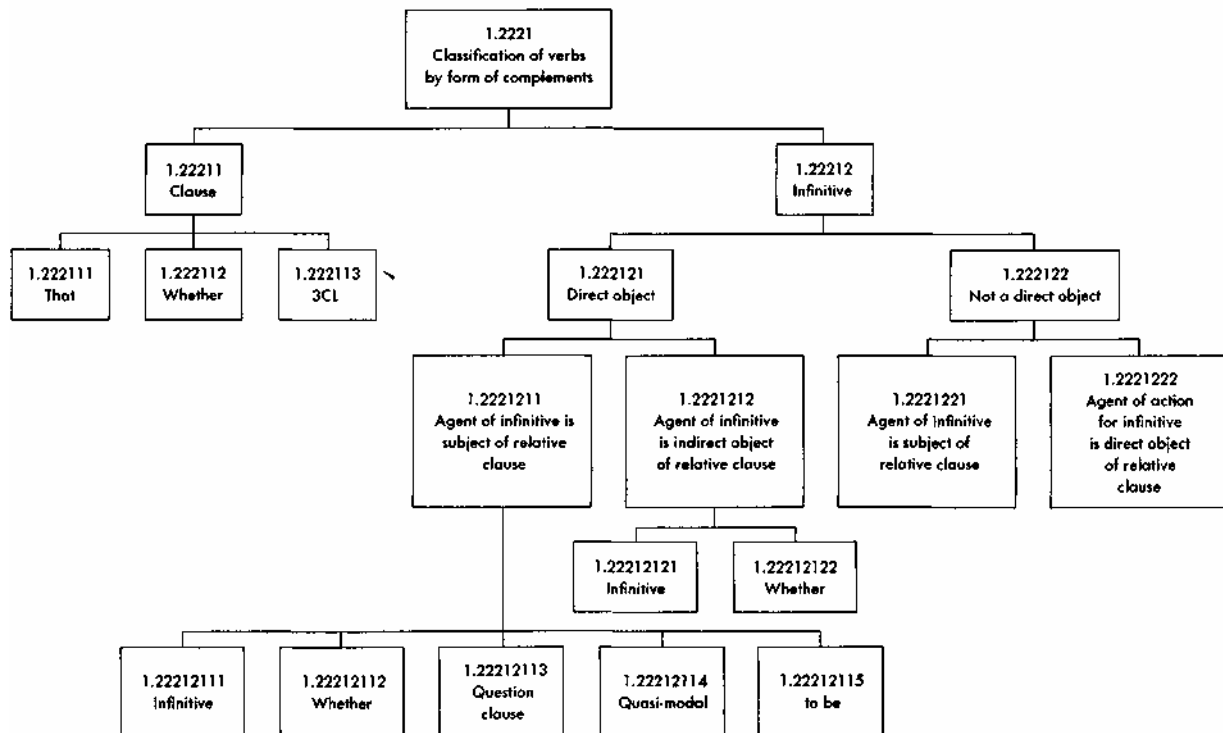 1.2221
Classification of verbs
by form of complements
1.22211
Clause
1.22212
Infinitive
1.222111
That
1.222112
Whether
1.222113
3CL
1.222121
Direct object
1.222122
Not a direct object
1.2221211
Agent of infinitive is
subject of relative
clause
1.2221212
Agent of infinitive
is indirect object
of relative clause
1.2221221
Agent of infinitive
is subject of
relative clause
1.2221222
Agent of action
for infinitive
is direct object
of relative
clause
1.22212121
Infinitive
1.22212122
Whether
1.22212111
Infinitive
1.22212112
Whether
1.22212113
Question
clause
1.22212114
Quasi-modal
1.22212115
to be